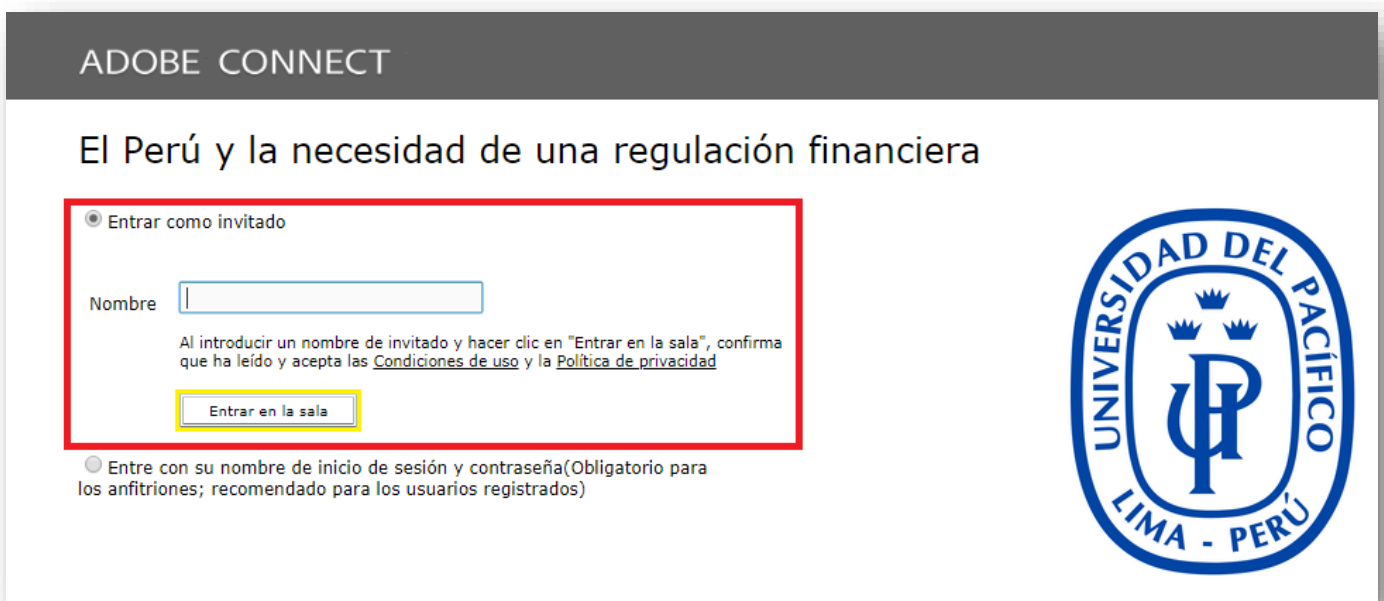 ADOBE CONNECT
El Perú y la necesidad de una regulación financiera
Entrar como invitado
Nombre
Al introducir un nombre de invitado y hacer clic en "Entrar en la sala", confirma
que ha leído y acepta las Condiciones de uso y la Política de privacidad
Entrar en la sala
Entre con su nombre de inicio de sesión y contraseña(Obligatorio para
los anfitriones; recomendado para los usuarios registrados)
UNIVERSIDAD DEL PACÍFICO
UP
LIMA - PERÚ